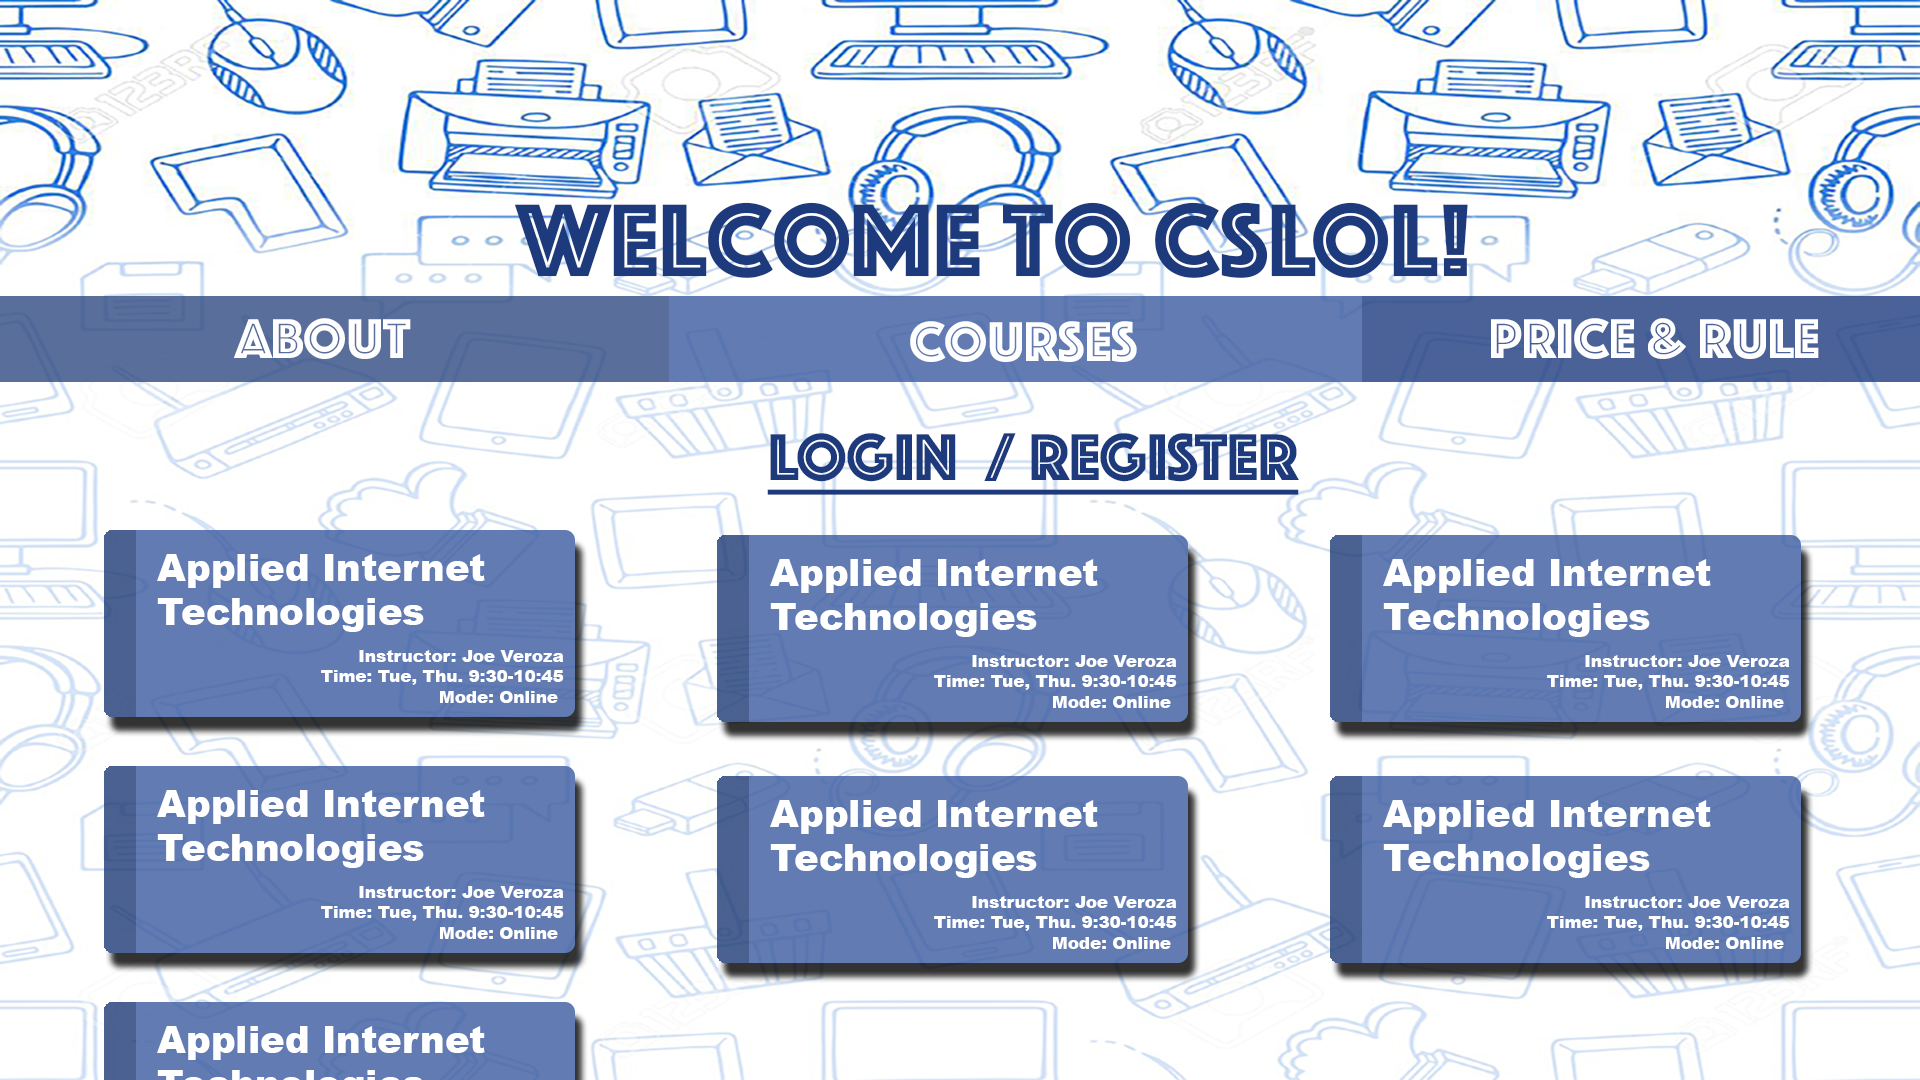 WELCOME TO CSLOL!
ABOUT
COURSES
PRICE & RULE
LOGIN / REGISTER
Applied Internet
Technologies
Instructor: Joe Veroza
Time: Tue, Thu. 9:30-10:45
Mode: Online
Applied Internet
Technologies
Instructor: Joe Veroza
Time: Tue, Thu. 9:30-10:45
Mode: Online
Applied Internet
Technologies
Instructor: Joe Veroza
Time: Tue, Thu. 9:30-10:45
Mode: Online
Applied Internet
Technologies
Instructor: Joe Veroza
Time: Tue, Thu. 9:30-10:45
Mode: Online
Applied Internet
Technologies
Instructor: Joe Veroza
Time: Tue, Thu. 9:30-10:45
Mode: Online
Applied Internet
Technologies
Instructor: Joe Veroza
Time: Tue, Thu. 9:30-10:45
Mode: Online
Applied Internet
Technologies